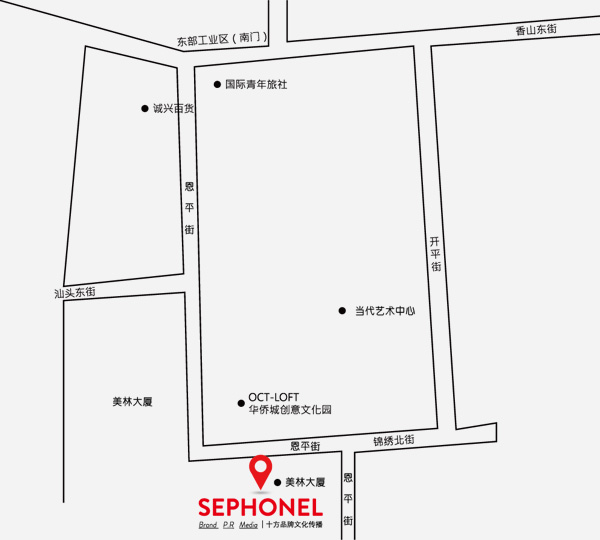 香山东街
东部工业区（南门）
国际青年旅社
诚兴百货
恩平街
开平街
汕头东街
当代艺术中心
美林大厦
OCT-LOFT
华侨城创意文化园
锦绣北街
恩平街
美林大厦
恩平街
SEPHONEL
Brand P.R Media | 十方品牌文化传播